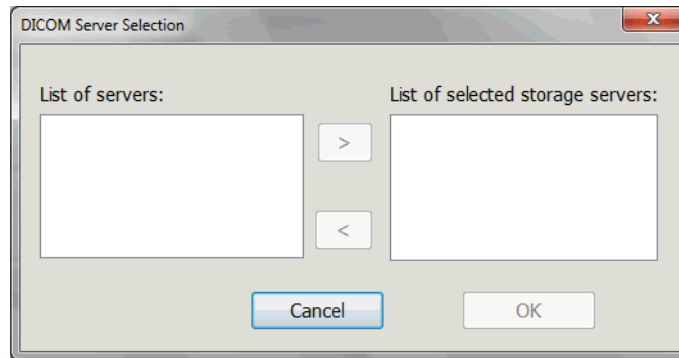 DICOM Server Selection
x
List of servers:
List of selected storage servers:
>
<
Cancel
OK